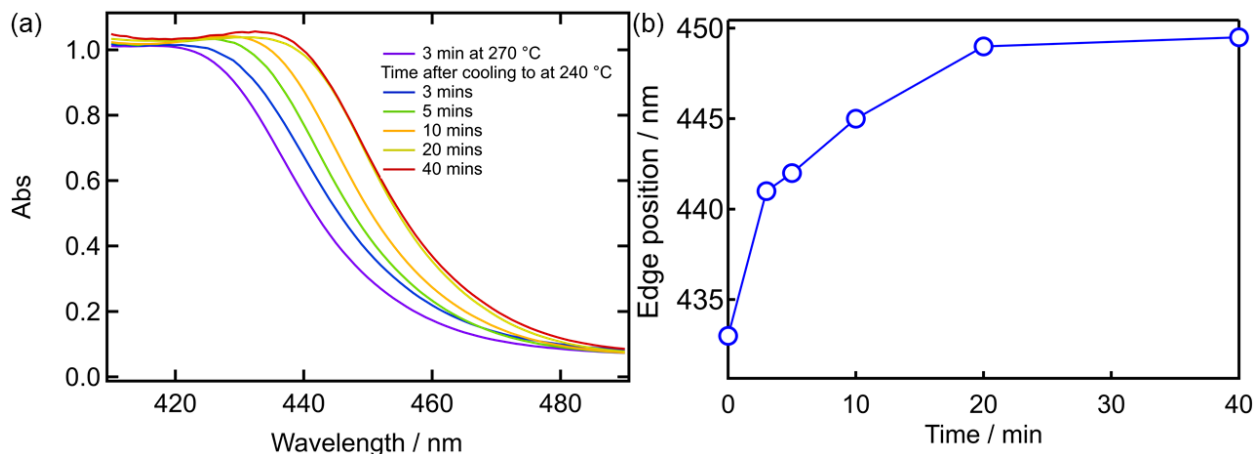 (a)
Abs
1.0
0.8
0.6
0.4
0.2
0.0
3 min at 270 °C
Time after cooling to at 240 °C
3 mins
5 mins
10 mins
20 mins
40 mins
420 440 460 480
Wavelength / nm
(b)
Edge position / nm
450
445
440
435
0 10 20 30 40
Time / min